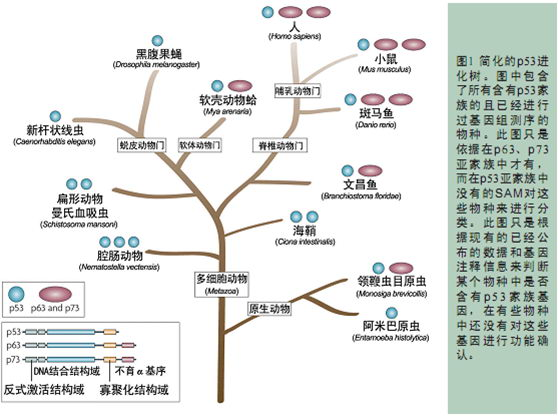 人
(Homo sapiens)
小鼠
(Mus musculus)
黑腹果蝇
(Drosophila melanogaster)
软壳动物蛤
(Mya arenaria)
哺乳动物门
斑马鱼
(Danio rerio)
新杆状线虫
(Caenorhabditis elegans)
蜕皮动物门
软体动物门
脊椎动物门
扁形动物
曼氏血吸虫
(Schistosoma mansoni)
文昌鱼
(Branchiostoma floridae)
海鞘
(Ciona intestinalis)
腔肠动物
(Nematostella vectensis)
多细胞动物
(Metazoa)
领鞭虫目原虫
(Monosiga brevicollis)
原生动物
阿米巴原虫
(Entamoeba histolytica)
p53
p63 and p73
p53
p63
p73
DNA结合结构域
不育α基序
反式激活结构域
寡聚化结构域
图1 简化的p53进
化树。图中包含
了所有含有p53家
族的且已经进行
过基因组测序的
物种。此图只是
依据在p63、p73
亚家族中才有，
而在p53亚家族中
没有的SAM对这
些物种来进行分
类。此图只是根
据现有的已经公
布的数据和基因
注释信息来判断
某个物种中是否
含有p53家族基
因，在有些物种
中还没有对这些
基因进行功能确
认。